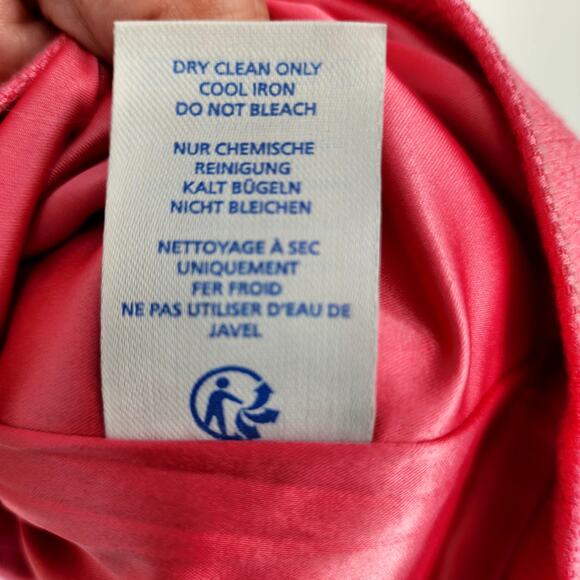 DRY CLEAN ONLY
COOL IRON
DO NOT BLEACH
NUR CHEMISCHE
REINIGUNG
KALT BÜGELN
NICHT BLEICHEN
NETTOYAGE À SEC
UNIQUEMENT
FER FROID
NE PAS UTILISER D'EAU DE
JAVEL